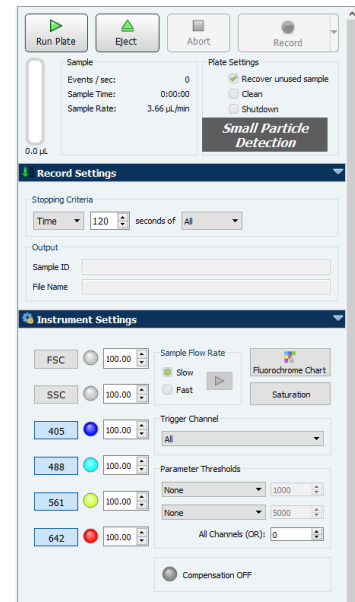 Run Plate Eject Abort Record
Sample Plate Settings
Events / sec: 0 Recover unused sample
Sample Time: 0:00:00 Clean
Sample Rate: 3.66 µL/min Shutdown
Small Particle
0.0 µL Detection
Record Settings
Stopping Criteria
Time 120 seconds of All
Output
Sample ID
File Name
Instrument Settings
FSC 100.00 Sample Flow Rate
Slow Fluorochrome Chart
SSC 100.00 Fast Saturation
405 100.00 Trigger Channel
All
488 100.00 Parameter Thresholds
None 1000
561 100.00 None 5000
642 100.00 All Channels (OR): 0
Compensation OFF